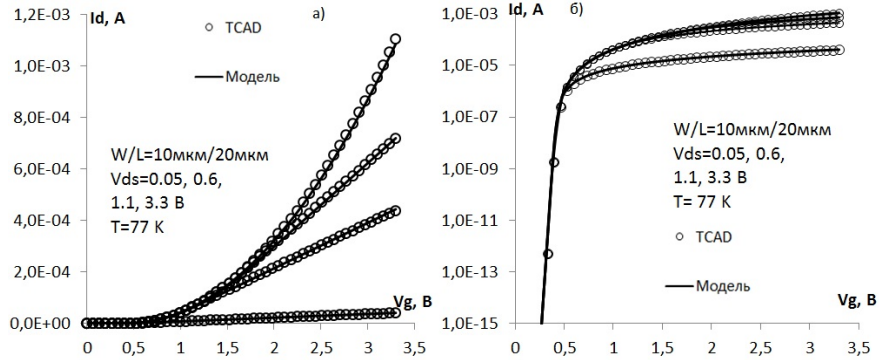 Id, A
а)
1,2E-03
1,0E-03
8,0E-04
6,0E-04
4,0E-04
2,0E-04
0,0E+00
TCAD
Модель
W/L=10мкм/20мкм
Vds=0.05, 0.6,
1.1, 3.3 В
T=77 K
Vg, В
0 0,5 1 1,5 2 2,5 3 3,5
Id, A
б)
1,0E-03
1,0E-05
1,0E-07
1,0E-09
1,0E-11
1,0E-13
1,0E-15
W/L=10мкм/20мкм
Vds=0.05, 0.6,
1.1, 3.3 В
T= 77 K
TCAD
Модель
Vg, В
0 0,5 1 1,5 2 2,5 3 3,5